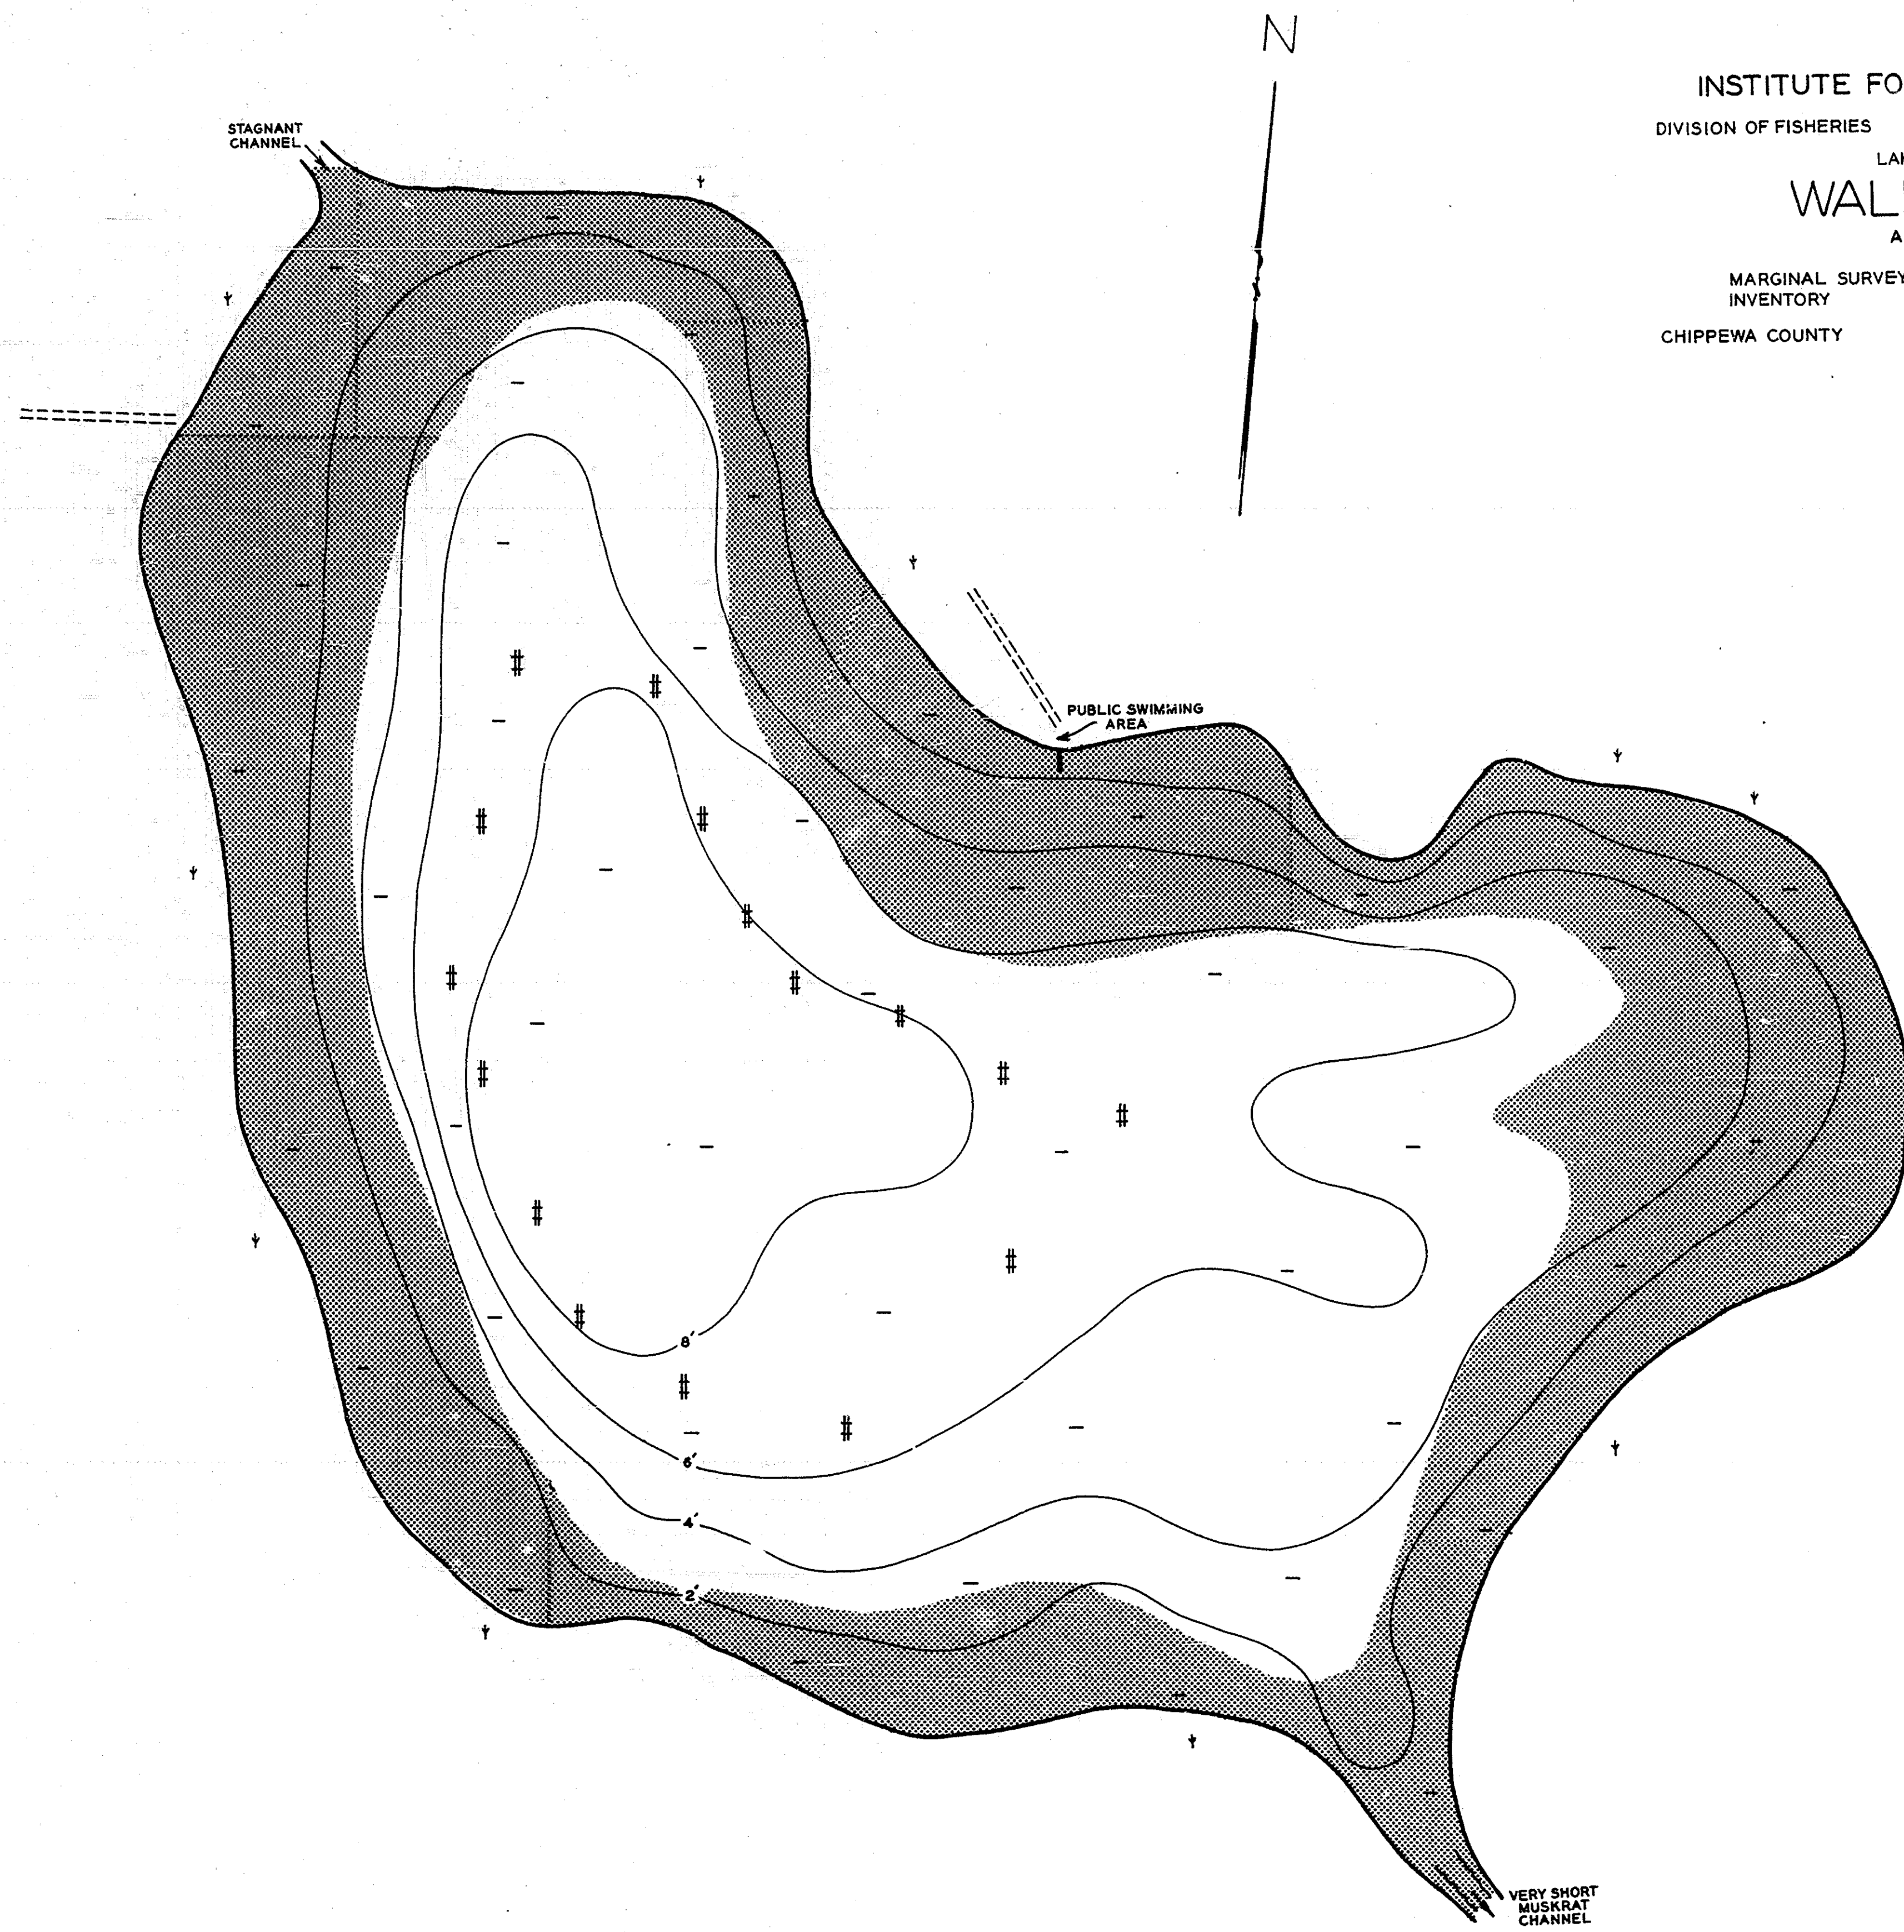 N
INSTITUTE FO
DIVISION OF FISHERIES
LA
WAL
A
MARGINAL SURVEY
INVENTORY
CHIPPEWA COUNTY
STAGNANT
CHANNEL
PUBLIC SWIMMING
AREA
8'
6'
4'
2'
VERY SHORT
MUSKRAT
CHANNEL